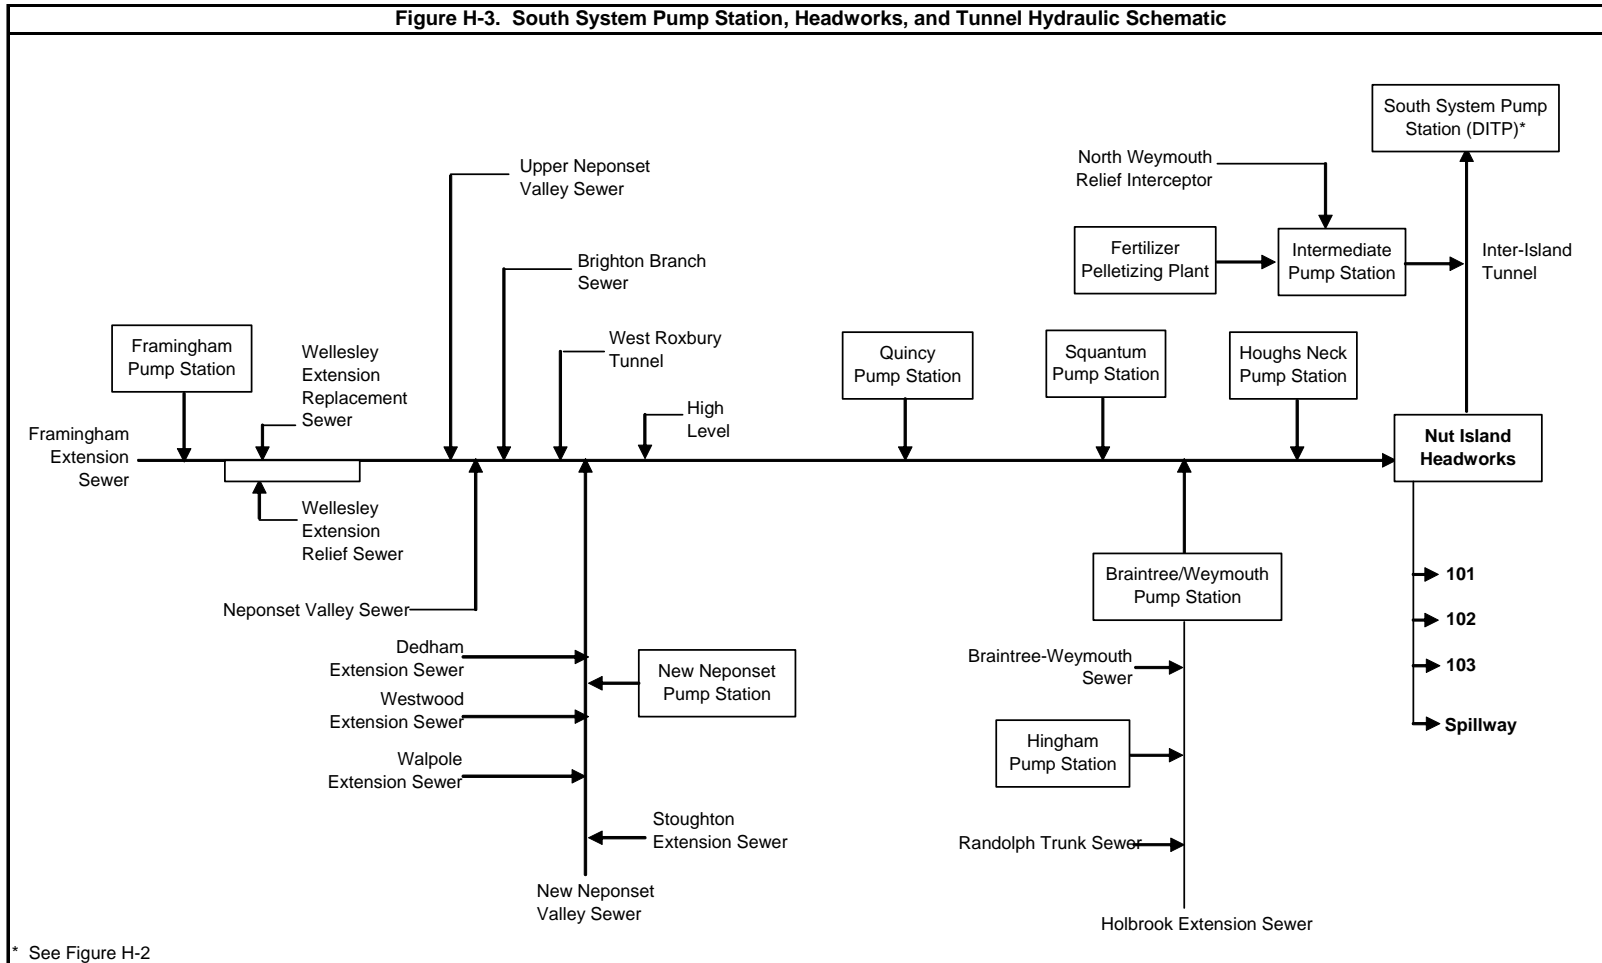 Figure H-3.  South System Pump Station, Headworks, and Tunnel Hydraulic Schematic
South System Pump
Station (DITP)*
North Weymouth
Relief Interceptor
Upper Neponset
Valley Sewer
Fertilizer
Pelletizing Plant
Intermediate
Pump Station
Inter-Island
Tunnel
Brighton Branch
Sewer
Framingham
Pump Station
Wellesley
Extension
Replacement
Sewer
West Roxbury
Tunnel
Quincy
Pump Station
Squantum
Pump Station
Houghs Neck
Pump Station
High
Level
Framingham
Extension
Sewer
Nut Island
Headworks
Wellesley
Extension
Relief Sewer
Neponset Valley Sewer
Braintree/Weymouth
Pump Station
101
102
103
Spillway
Dedham
Extension Sewer
New Neponset
Pump Station
Westwood
Extension Sewer
Walpole
Extension Sewer
Stoughton
Extension Sewer
New Neponset
Valley Sewer
Braintree-Weymouth
Sewer
Hingham
Pump Station
Randolph Trunk Sewer
Holbrook Extension Sewer
* See Figure H-2